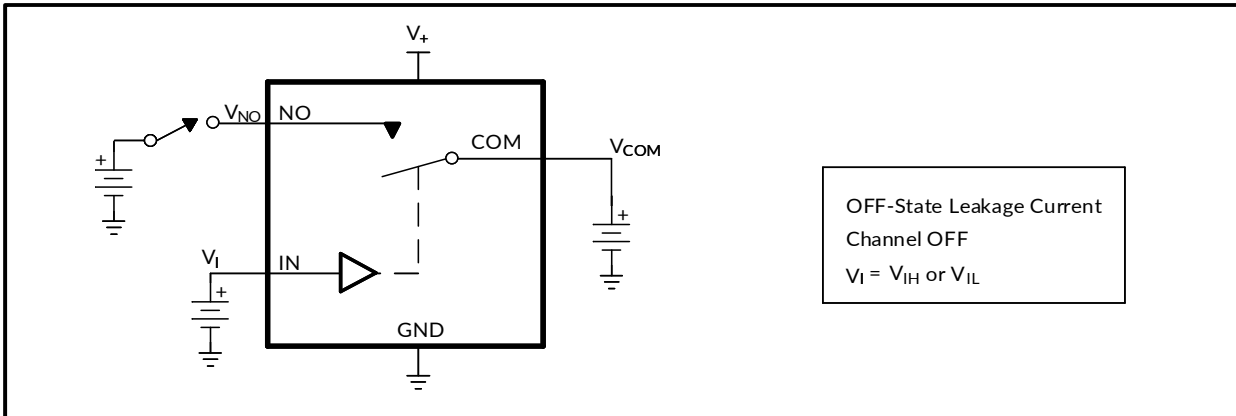 V+
VNO NO
+
COM
VCOM
+
VI
IN
+
GND
OFF-State Leakage Current
Channel OFF
VI = VIH or VIL